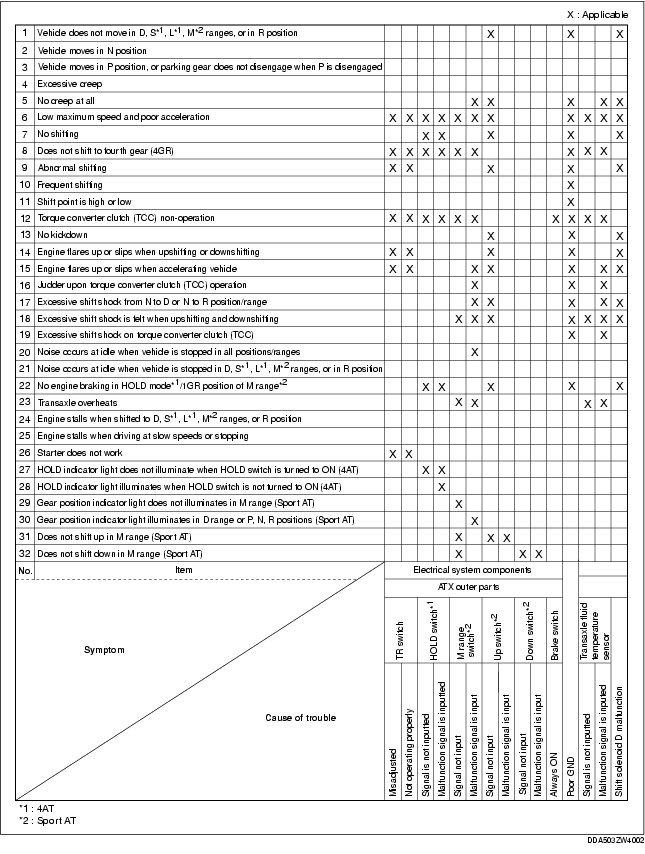 X : Applicable
1 Vehicle does not move in D, S*1, L*1, M*2 ranges, or in R position X X X
2 Vehicle moves in N position
3 Vehicle moves in P position, or parking gear does not disengage when P is disengaged
4 Excessive creep
5 No creep at all X X X X X
6 Low maximum speed and poor acceleration X X X X X X X X X X X
7 No shifting X X X X X
8 Does not shift to fourth gear (4GR) X X X X X X X X X
9 Abnormal shifting X X X X X
10 Frequent shifting X
11 Shift point is high or low X
12 Torque converter clutch (TCC) non-operation X X X X X X X X X X
13 No kickdown X X X
14 Engine flares up or slips when upshifting or downshifting X X X X X
15 Engine flares up or slips when accelerating vehicle X X X X X X X
16 Judder upon torque converter clutch (TCC) operation X X X
17 Excessive shift shock from N to D or N to R position/range X X X X X
18 Excessive shift shock is felt when upshifting and downshifting X X X X X X X
19 Excessive shift shock on torque converter clutch (TCC) X X
20 Noise occurs at idle when vehicle is stopped in all positions/ranges X
21 Noise occurs at idle when vehicle is stopped in D, S*1, L*1, M*2 ranges, or in R position
22 No engine braking in HOLD mode*1/1GR position of M range*2 X X X X X
23 Transaxle overheats X X X X
24 Engine stalls when shifted to D, S*1, L*1, M*2 ranges, or R position
25 Engine stalls when driving at slow speeds or stopping
26 Starter does not work X X
27 HOLD indicator light does not illuminate when HOLD switch is turned to ON (4AT) X X
28 HOLD indicator light illuminates when HOLD switch is not turned to ON (4AT) X
29 Gear position indicator light does not illuminates in M range (Sport AT) X
30 Gear position indicator light illuminates in D range or P, N, R positions (Sport AT) X
31 Does not shift up in M range (Sport AT) X X X
32 Does not shift down in M range (Sport AT) X X X
No. Item Electrical system components
ATX outer parts
Symptom
Cause of trouble
TR switch
HOLD switch*1
M range switch*2
Up switch*2
Down switch*2
Brake switch
Transaxle fluid temperature sensor
Misadjusted
Not operating properly
Signal is not inputted
Malfunction signal is inputted
Signal not input
Malfunction signal is input
Signal not input
Malfunction signal is input
Signal not input
Malfunction signal is input
Always ON
Poor GND
Signal is not inputted
Malfunction signal is inputted
Shift solenoid D malfunction
*1 : 4AT
*2 : Sport AT
DDA503ZW4002